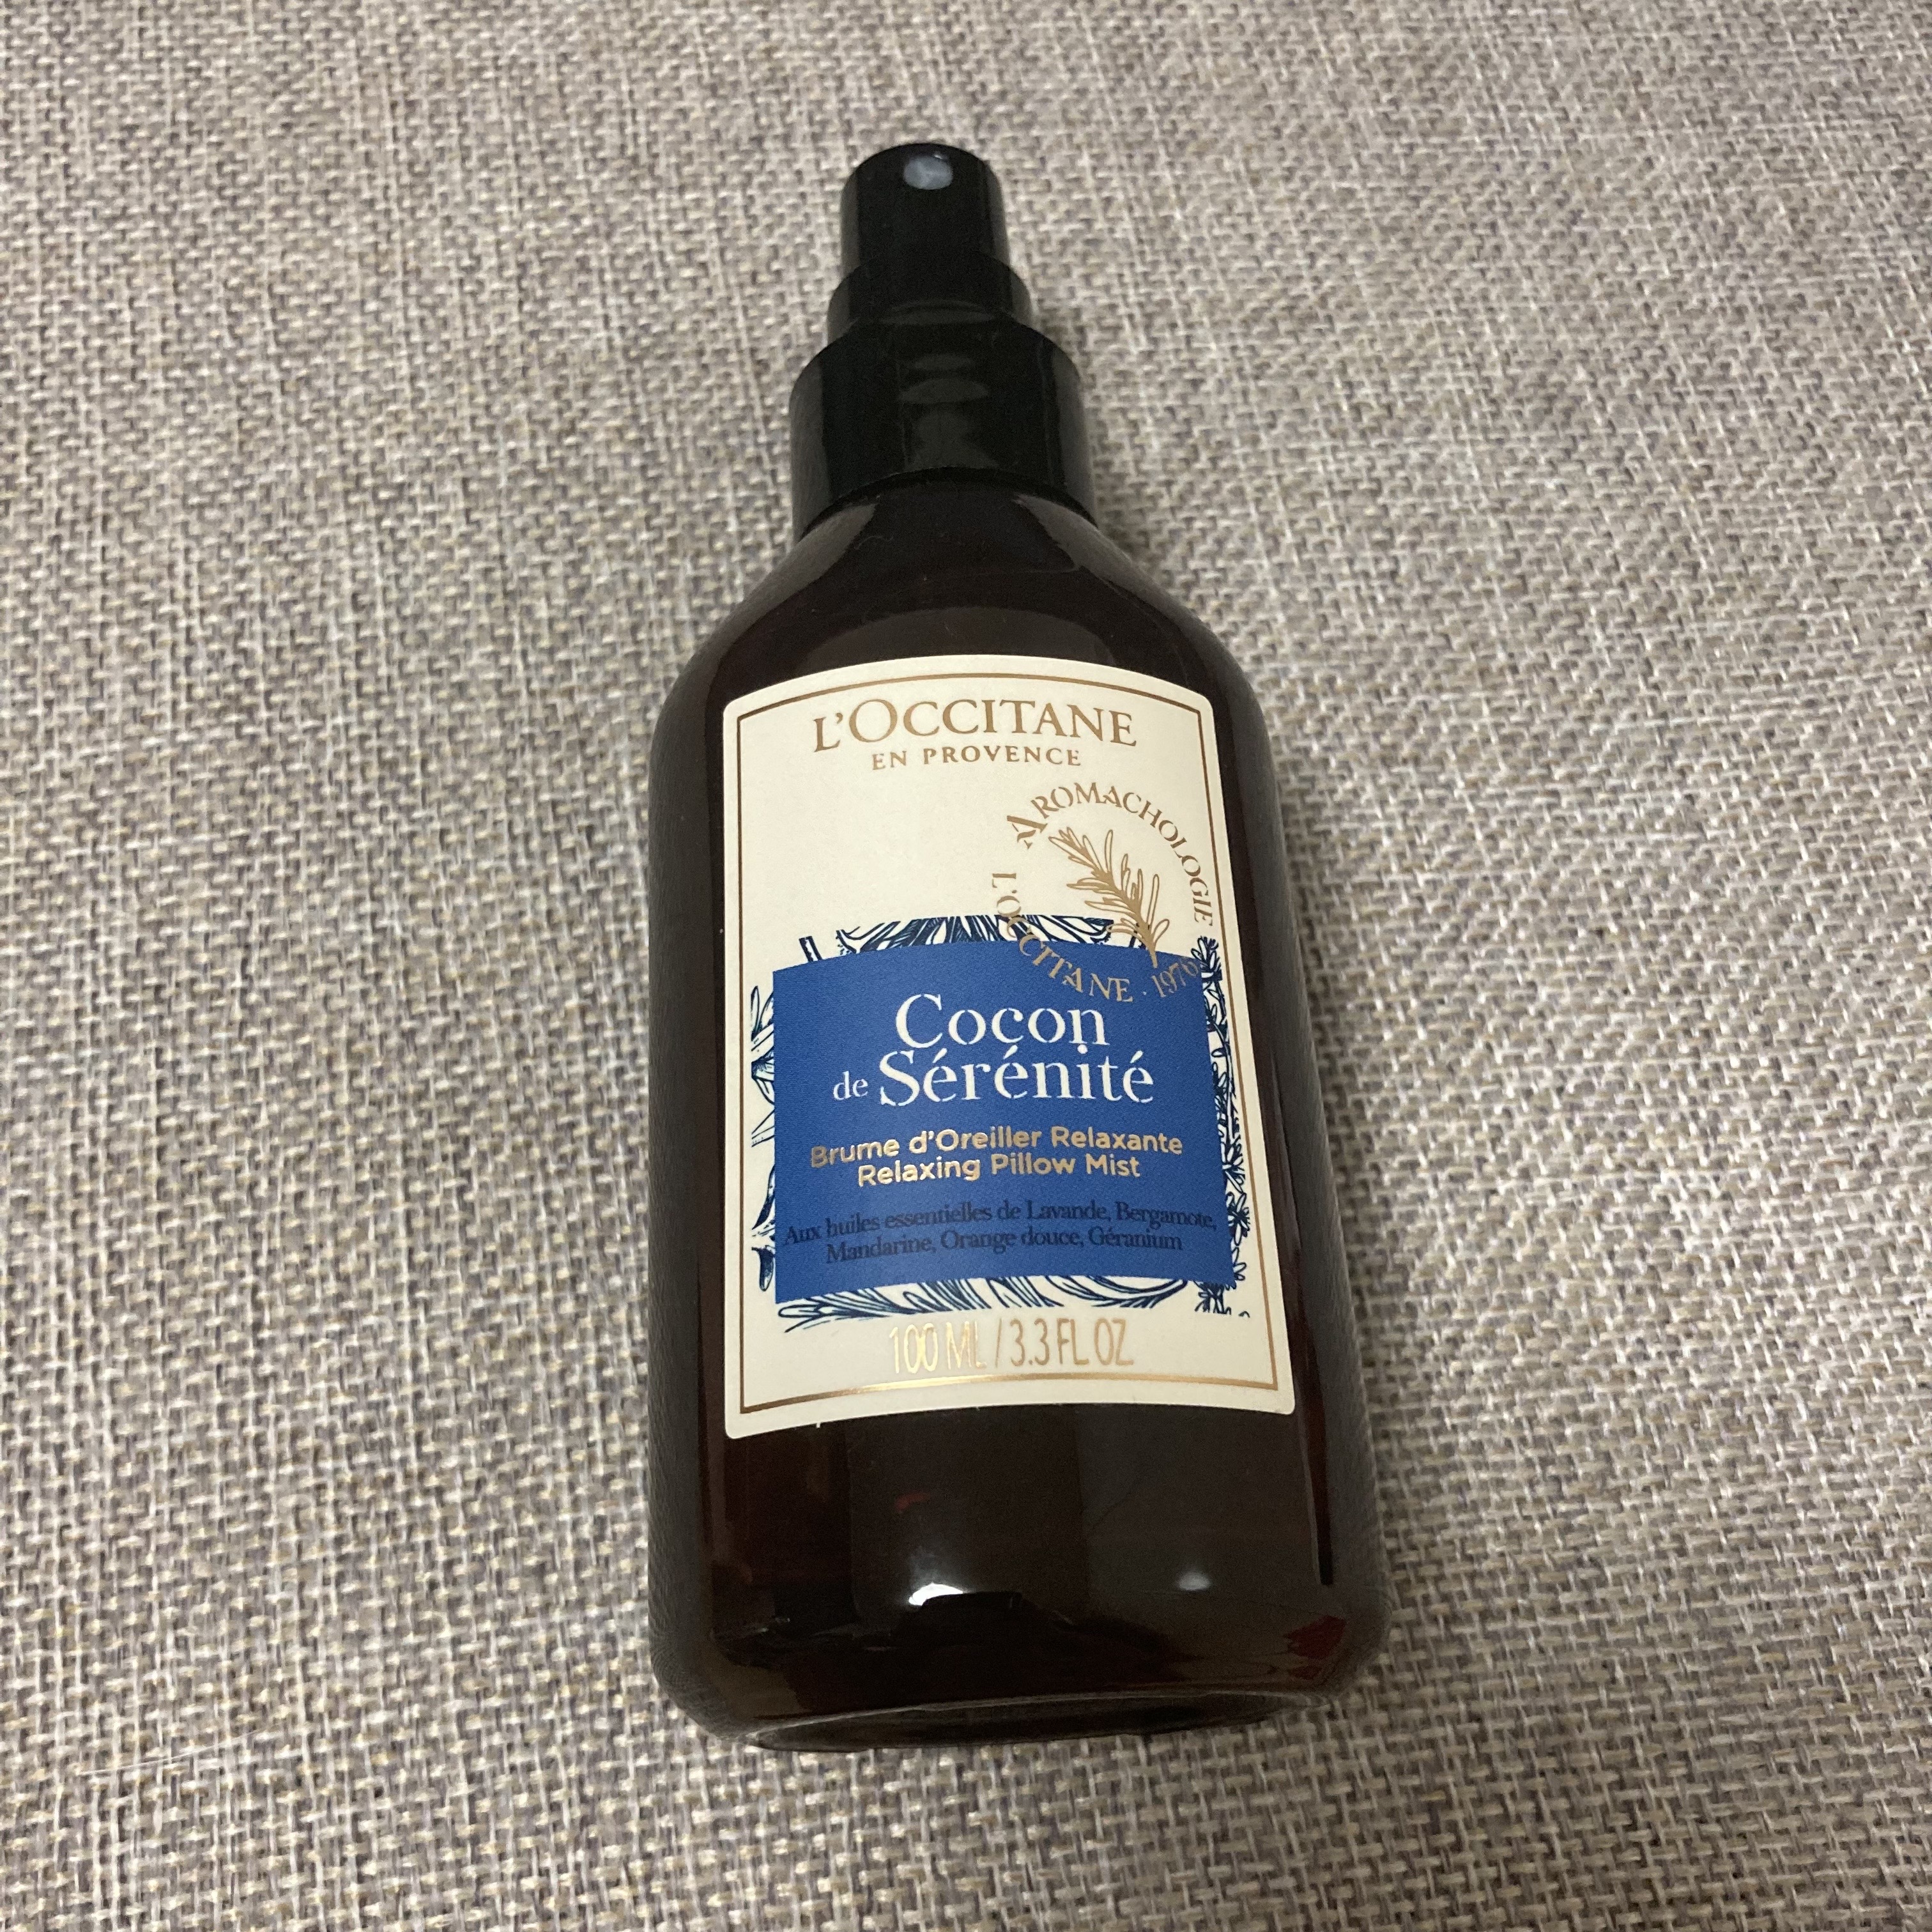 L'OCCITANE
EN PROVENCE
AROMACHOLOGIE
L'OCCITANE · 1976
Cocon
de Sérénité
Brume d'Oreiller Relaxante
Relaxing Pillow Mist
Aux huiles essentielles de Lavande, Bergamote,
Mandarine, Orange douce, Géranium
100 ML / 3.3 FL OZ.